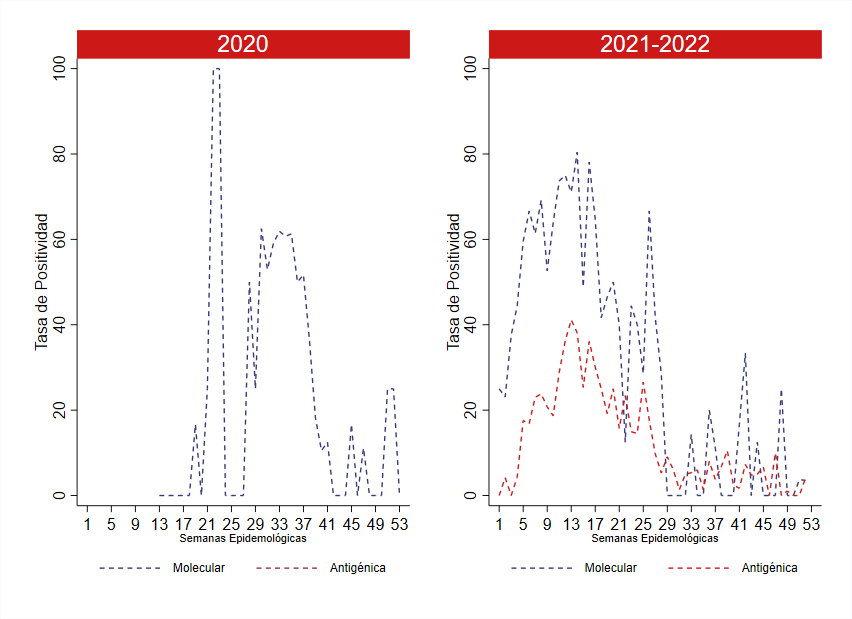 2020
Tasa de Positividad
100
80
60
40
20
0
1 5 9 13 17 21 25 29 33 37 41 45 49 53
Semanas Epidemológicas
Molecular Antigénica
2021-2022
Tasa de Positividad
100
80
60
40
20
0
1 5 9 13 17 21 25 29 33 37 41 45 49 53
Semanas Epidemológicas
Molecular Antigénica